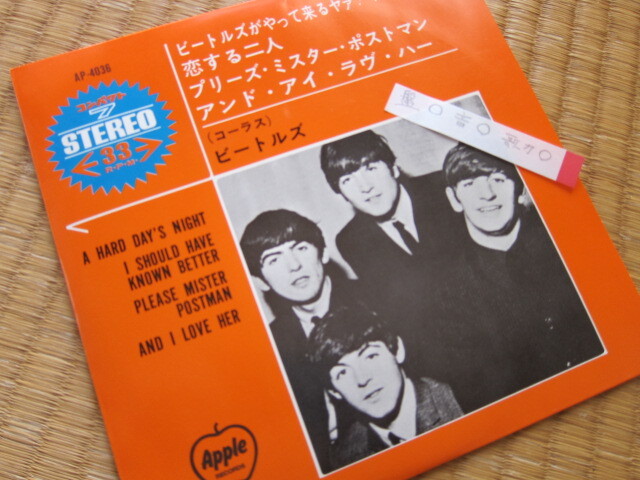 AP-4036
コンパクト
7
STEREO
33
ビートルズがやって来るヤァ
恋する二人
プリーズ・ミスター・ポストマン
アンド・アイ・ラヴ・ハー
(コーラス)
ビートルズ
A HARD DAY'S NIGHT
I SHOULD HAVE
KNOWN BETTER
PLEASE MISTER
POSTMAN
AND I LOVE HER
Apple
RECORDS